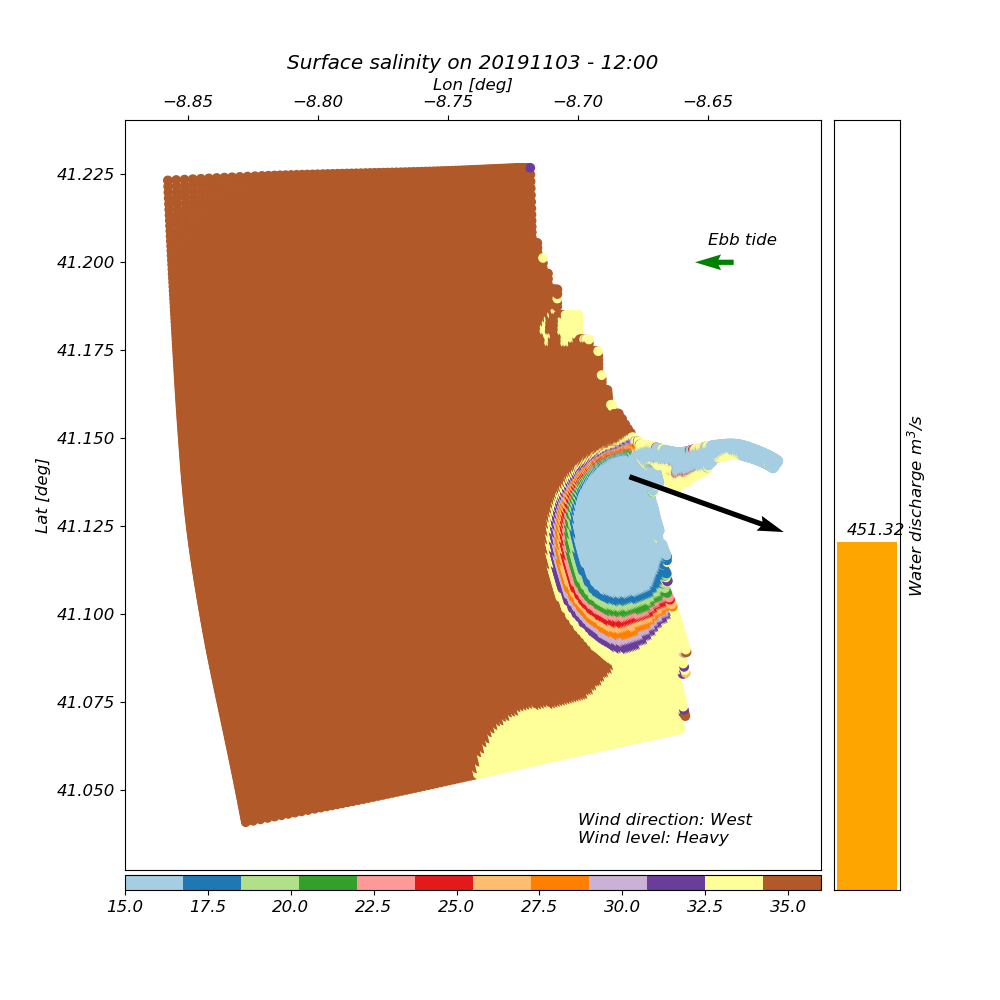 Surface salinity on 20191103 - 12:00
Lon [deg]
−8.85 −8.80 −8.75 −8.70 −8.65
41.225
41.200
41.175
41.150
41.125
41.100
41.075
41.050
Lat [deg]
Ebb tide
Wind direction: West
Wind level: Heavy
451.32
Water discharge m³/s
15.0 17.5 20.0 22.5 25.0 27.5 30.0 32.5 35.0